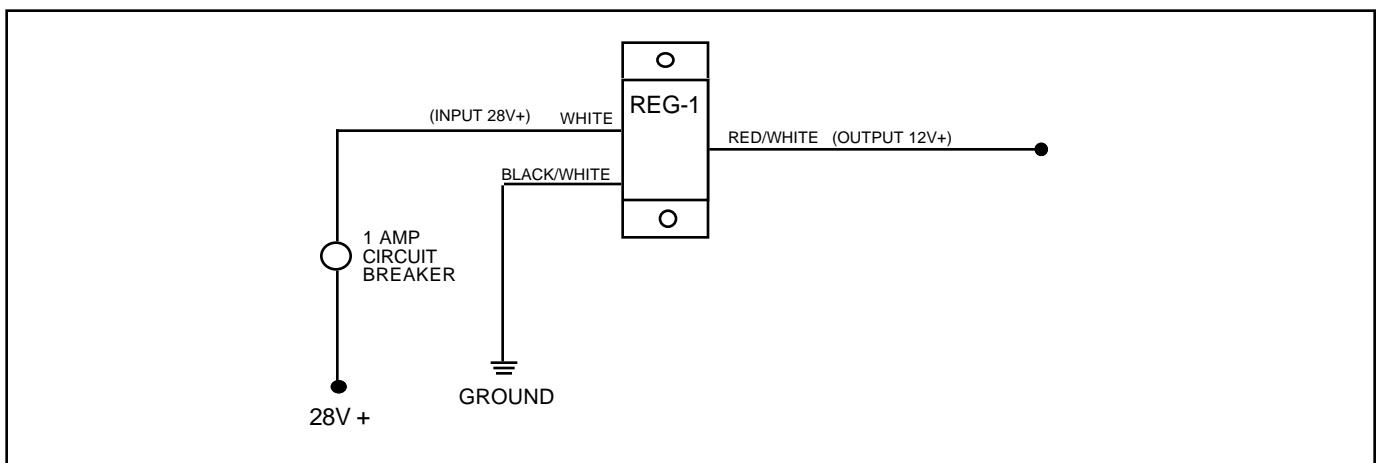 REG-1
(INPUT 28V+) WHITE
RED/WHITE (OUTPUT 12V+)
BLACK/WHITE
1 AMP
CIRCUIT
BREAKER
GROUND
28V +